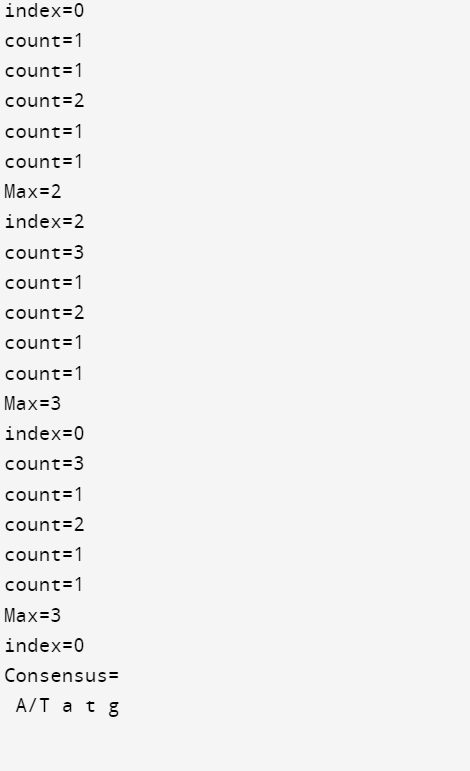 index=0
count=1
count=1
count=2
count=1
count=1
Max=2
index=2
count=3
count=1
count=2
count=1
count=1
Max=3
index=0
count=3
count=1
count=2
count=1
count=1
Max=3
index=0
Consensus=
A/T a t g